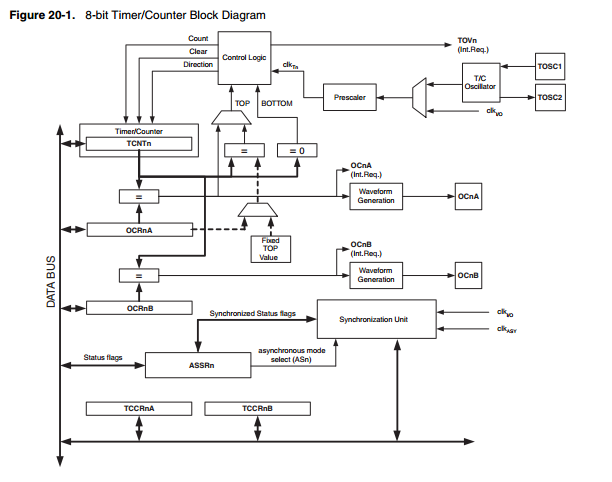 Figure 20-1. 8-bit Timer/Counter Block Diagram
Count
Clear
Direction
Control Logic
clkTn
TOVn
(Int.Req.)
TOSC1
T/C
Oscillator
TOSC2
Prescaler
clkI/O
TOP
BOTTOM
Timer/Counter
TCNTn
=
= 0
OCnA
(Int.Req.)
=
Waveform
Generation
OCnA
OCRnA
Fixed
TOP
Value
OCnB
(Int.Req.)
=
Waveform
Generation
OCnB
DATA BUS
OCRnB
Synchronized Status flags
Synchronization Unit
clkI/O
clkASY
Status flags
ASSRn
asynchronous mode
select (ASn)
TCCRnA
TCCRnB